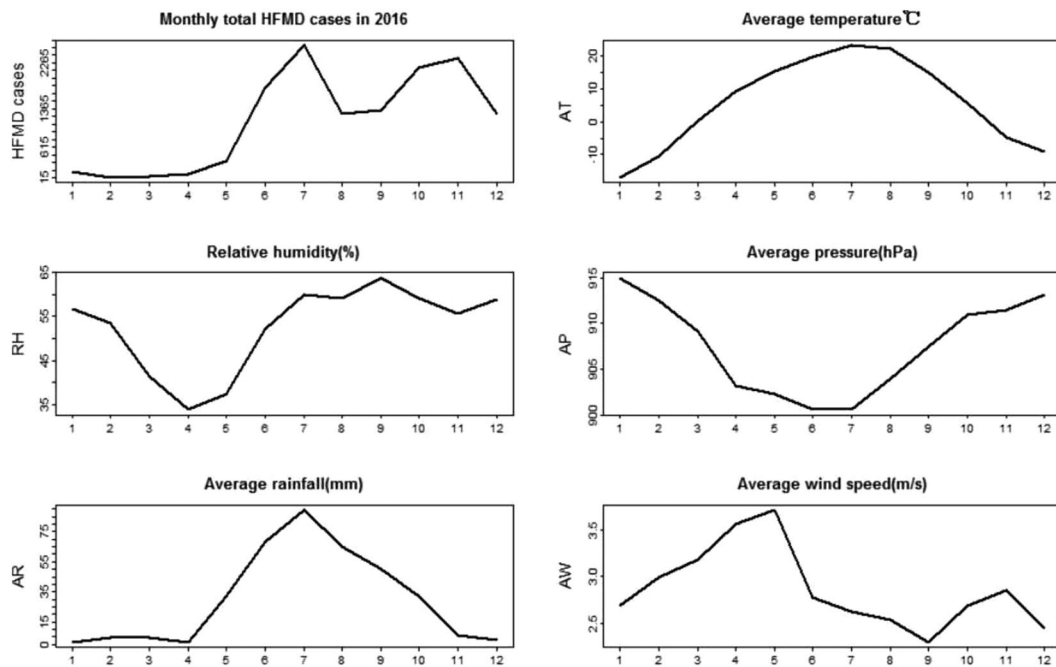 Monthly total HFMD cases in 2016
HFMD cases
15 615 1365 2265
1 2 3 4 5 6 7 8 9 10 11 12
Average temperature℃
AT
-10 0 10 20
1 2 3 4 5 6 7 8 9 10 11 12
Relative humidity(%)
RH
35 45 55 65
1 2 3 4 5 6 7 8 9 10 11 12
Average pressure(hPa)
AP
900 905 910 915
1 2 3 4 5 6 7 8 9 10 11 12
Average rainfall(mm)
AR
0 15 35 55 75
1 2 3 4 5 6 7 8 9 10 11 12
Average wind speed(m/s)
AW
2.5 3.0 3.5
1 2 3 4 5 6 7 8 9 10 11 12